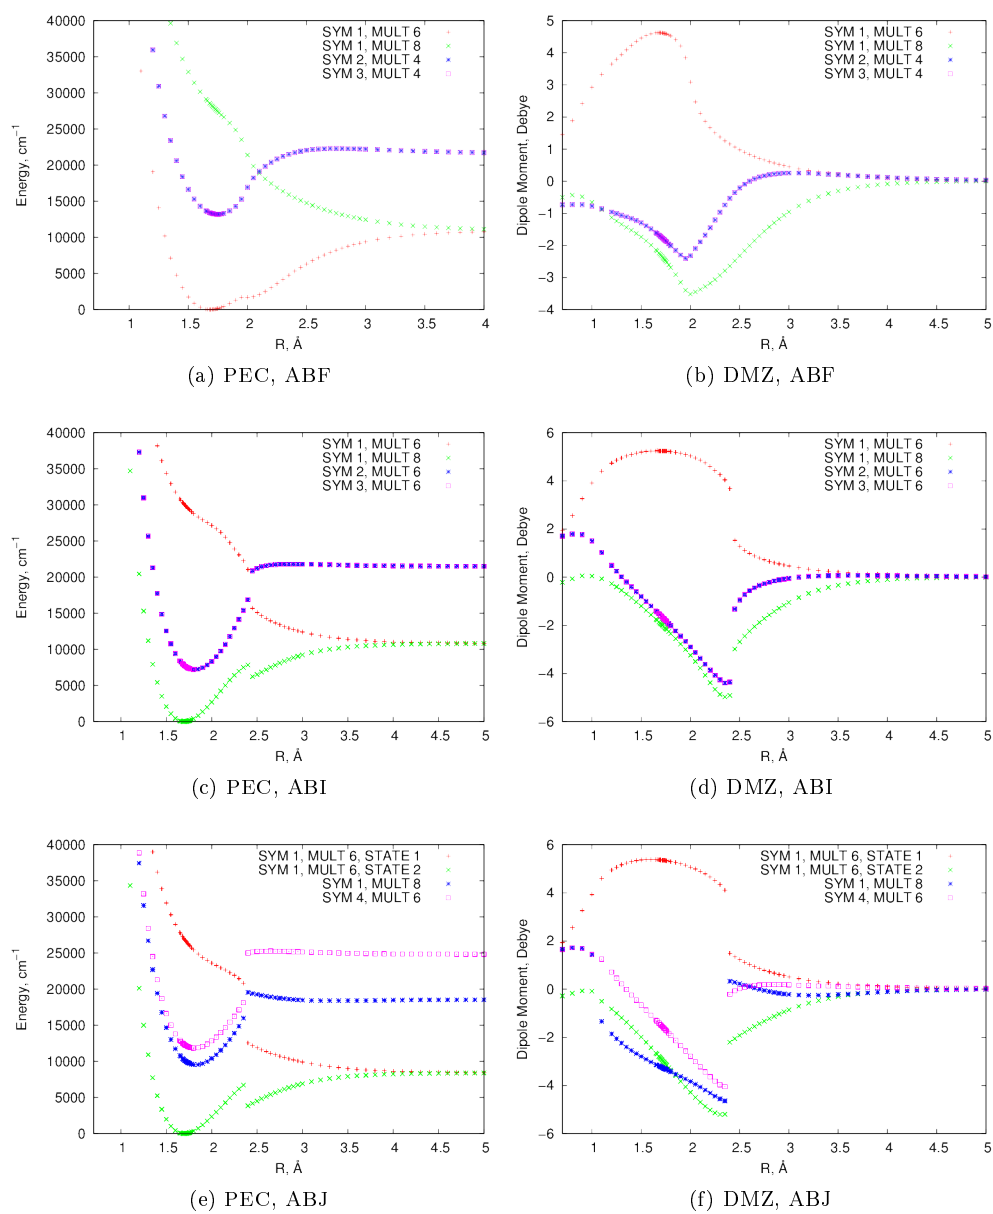 40000
35000
30000
25000
20000
15000
10000
5000
0
Energy, cm−1
SYM 1, MULT 6
SYM 1, MULT 8
SYM 2, MULT 4
SYM 3, MULT 4
1 1.5 2 2.5 3 3.5 4
R, Å
(a) PEC, ABF
5
4
3
2
1
0
−1
−2
−3
−4
Dipole Moment, Debye
SYM 1, MULT 6
SYM 1, MULT 8
SYM 2, MULT 4
SYM 3, MULT 4
1 1.5 2 2.5 3 3.5 4 4.5 5
R, Å
(b) DMZ, ABF
40000
35000
30000
25000
20000
15000
10000
5000
0
Energy, cm−1
SYM 1, MULT 6
SYM 1, MULT 8
SYM 2, MULT 6
SYM 3, MULT 6
1 1.5 2 2.5 3 3.5 4 4.5 5
R, Å
(c) PEC, ABI
6
4
2
0
−2
−4
−6
Dipole Moment, Debye
SYM 1, MULT 6
SYM 1, MULT 8
SYM 2, MULT 6
SYM 3, MULT 6
1 1.5 2 2.5 3 3.5 4 4.5 5
R, Å
(d) DMZ, ABI
40000
35000
30000
25000
20000
15000
10000
5000
0
Energy, cm−1
SYM 1, MULT 6, STATE 1
SYM 1, MULT 6, STATE 2
SYM 1, MULT 8
SYM 4, MULT 6
1 1.5 2 2.5 3 3.5 4 4.5 5
R, Å
(e) PEC, ABJ
6
4
2
0
−2
−4
−6
Dipole Moment, Debye
SYM 1, MULT 6, STATE 1
SYM 1, MULT 6, STATE 2
SYM 1, MULT 8
SYM 4, MULT 6
1 1.5 2 2.5 3 3.5 4 4.5 5
R, Å
(f) DMZ, ABJ